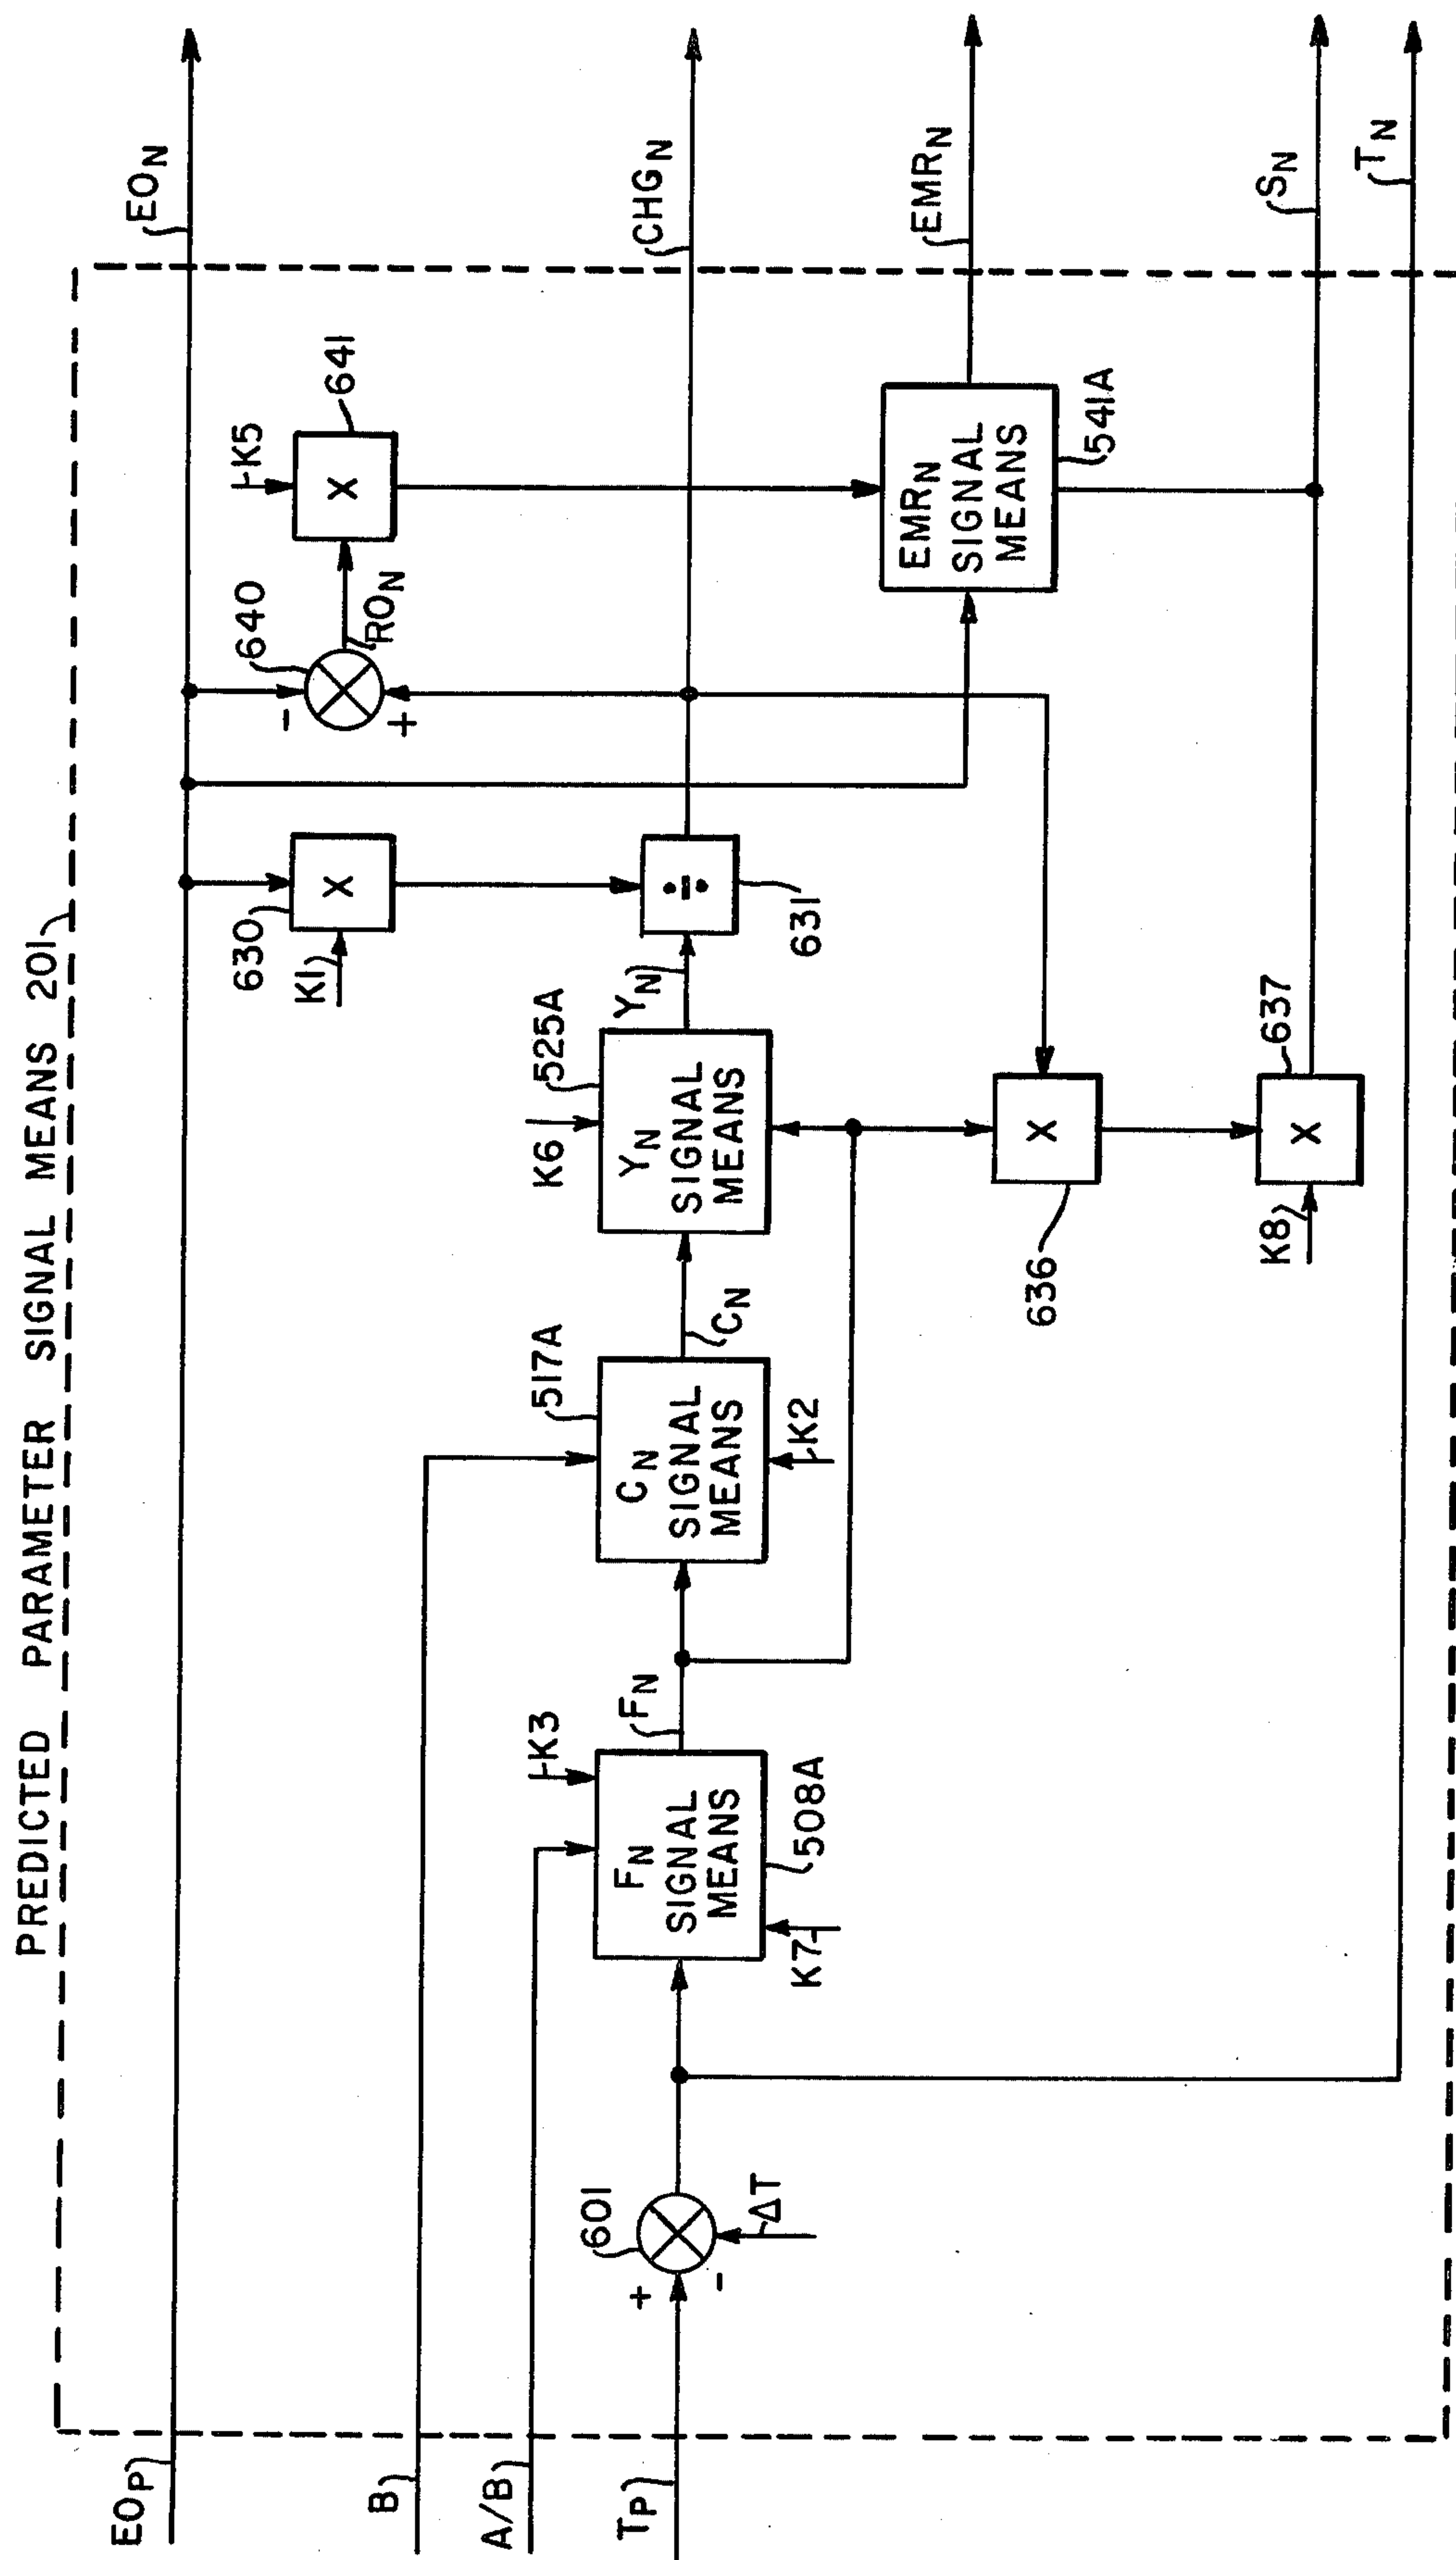 PREDICTED PARAMETER SIGNAL MEANS 201
EOP
EON
B
A/B
TP
+
-
601
ΔT
FN
SIGNAL
MEANS
508A
K3
K7
FN
CN
SIGNAL
MEANS
517A
K2
CN
YN
SIGNAL
MEANS
525A
K6
YN
K1
630
X
÷
631
-
+
640
RON
K5
X
641
CHGN
EMRN
SIGNAL
MEANS
541A
EMRN
X
636
K8
X
637
SN
TN